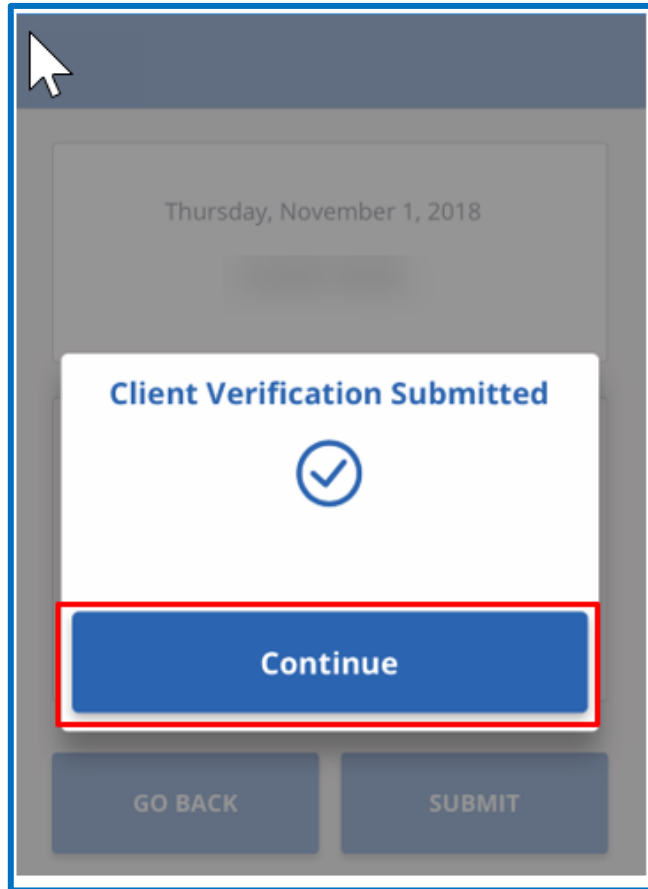 Thursday, November 1, 2018
Client Verification Submitted
Continue
GO BACK
SUBMIT